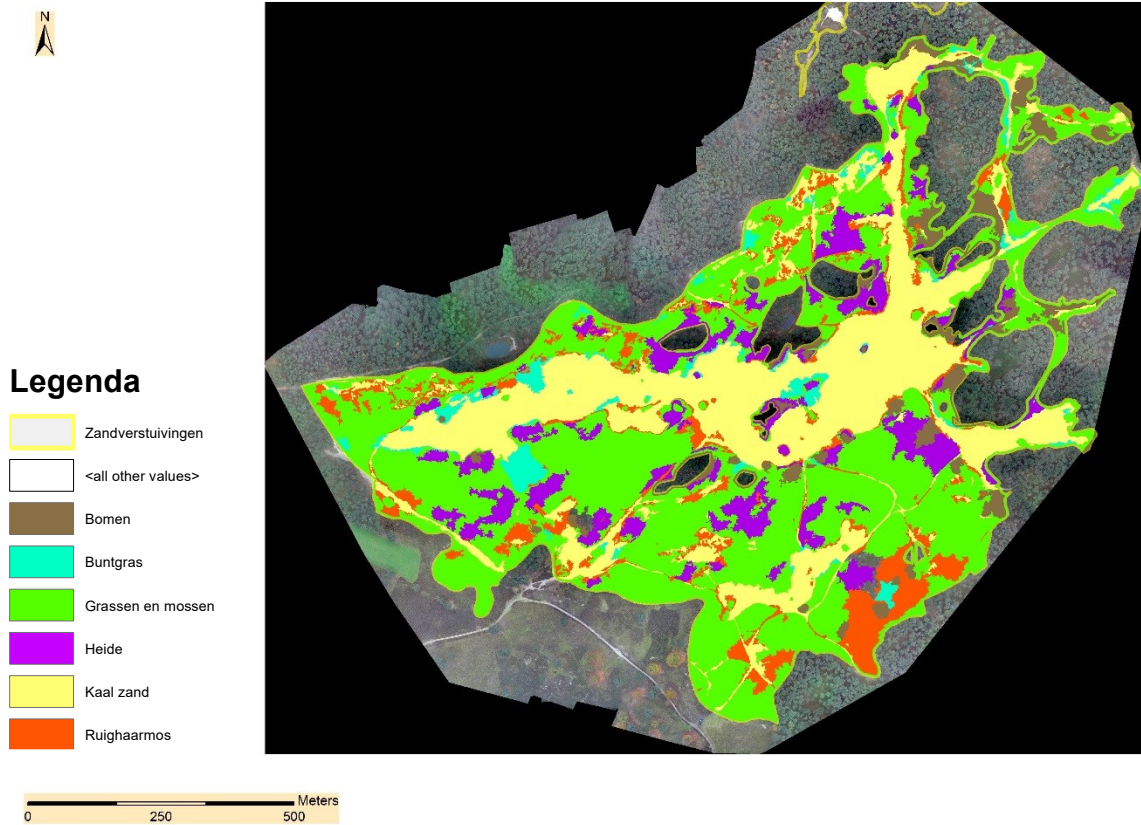 N
Legenda
Zandverstuivingen
<all other values>
Bomen
Buntgras
Grassen en mossen
Heide
Kaal zand
Ruighaarmos
Meters
0 250 500